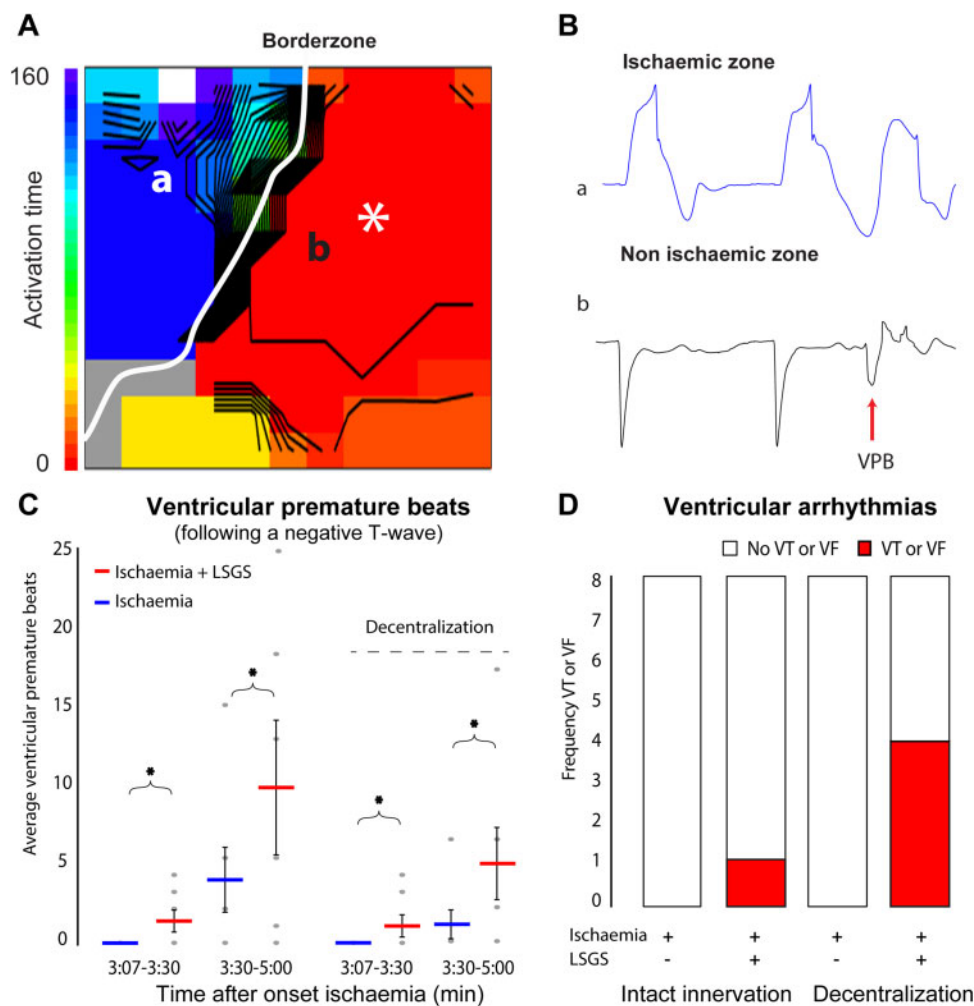 A
Borderzone
160
Activation time
0
a
b
*
B
Ischaemic zone
a
Non ischaemic zone
b
VPB
C
Ventricular premature beats
(following a negative T-wave)
Average ventricular premature beats
25
20
15
10
5
0
Ischaemia + LSGS
Ischaemia
Decentralization
*
*
*
*
3:07-3:30
3:30-5:00
3:07-3:30
3:30-5:00
Time after onset ischaemia (min)
D
Ventricular arrhythmias
No VT or VF
VT or VF
Frequency VT or VF
8
7
6
5
4
3
2
1
0
Ischaemia + + + +
LSGS - + - +
Intact innervation
Decentralization